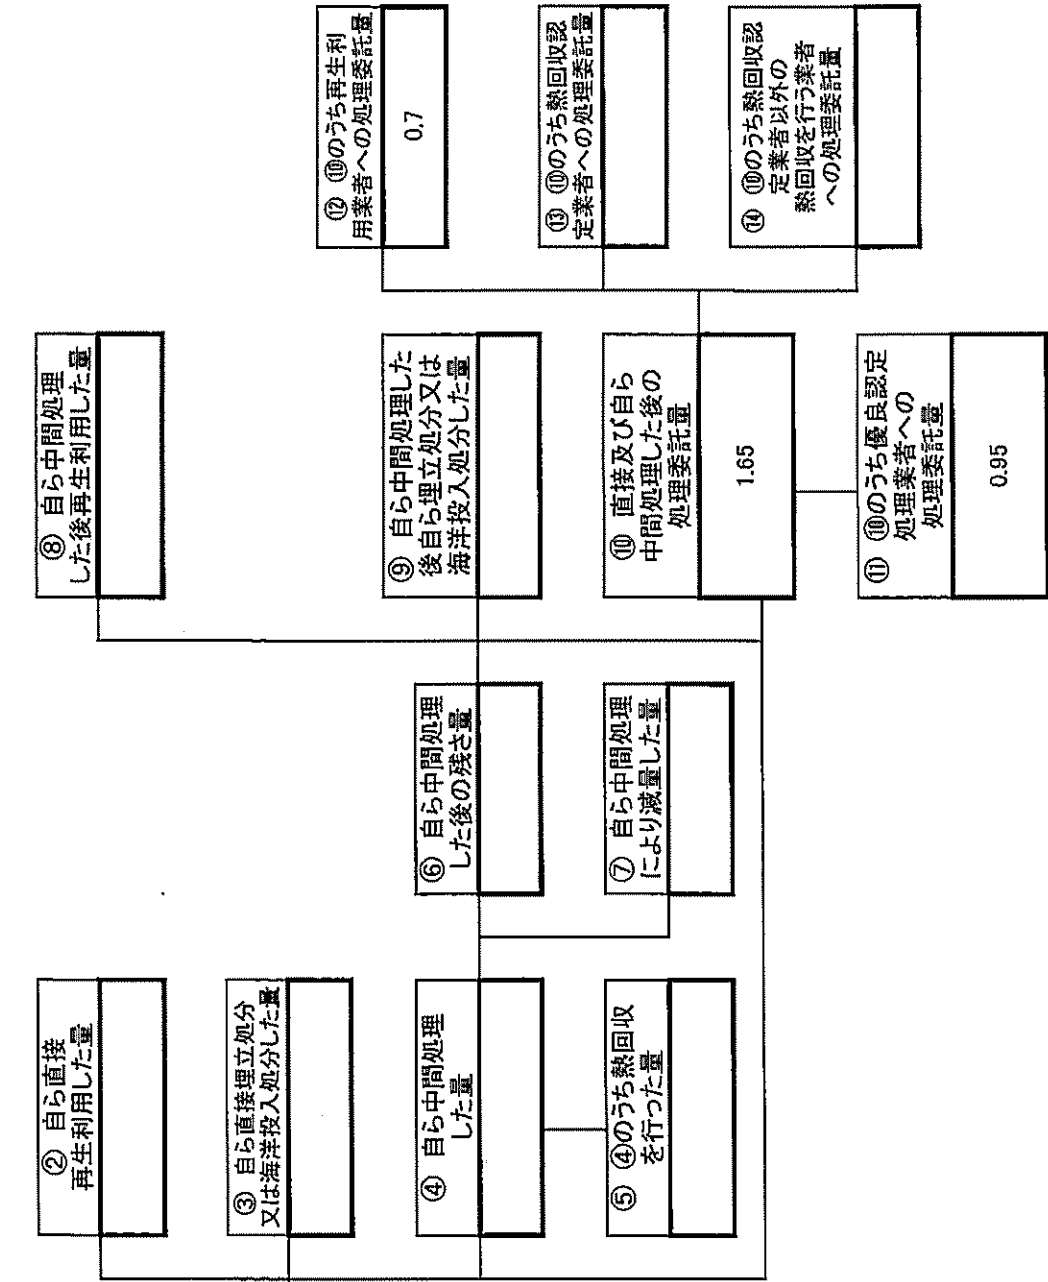 ② 自ら直接
再生利用した量
③ 自ら直接埋立処分
又は海洋投入処分した量
④ 自ら中間処理
した量
⑤ ④のうち熱回収
を行った量
⑥ 自ら中間処理
した後の残さ量
⑦ 自ら中間処理
により減量した量
⑧ 自ら中間処理
した後再生利用した量
⑨ 自ら中間処理した
後自ら埋立処分又は
海洋投入処分した量
⑩ 直接及び自ら
中間処理した後の
処理委託量
1.65
⑪ ⑩のうち優良認定
処理業者への
処理委託量
0.95
⑫ ⑩のうち再生利
用業者への処理委託量
0.7
⑬ ⑩のうち熱回収認
定業者への処理委託量
⑭ ⑩のうち熱回収認
定業者以外の
熱回収を行う業者
への処理委託量